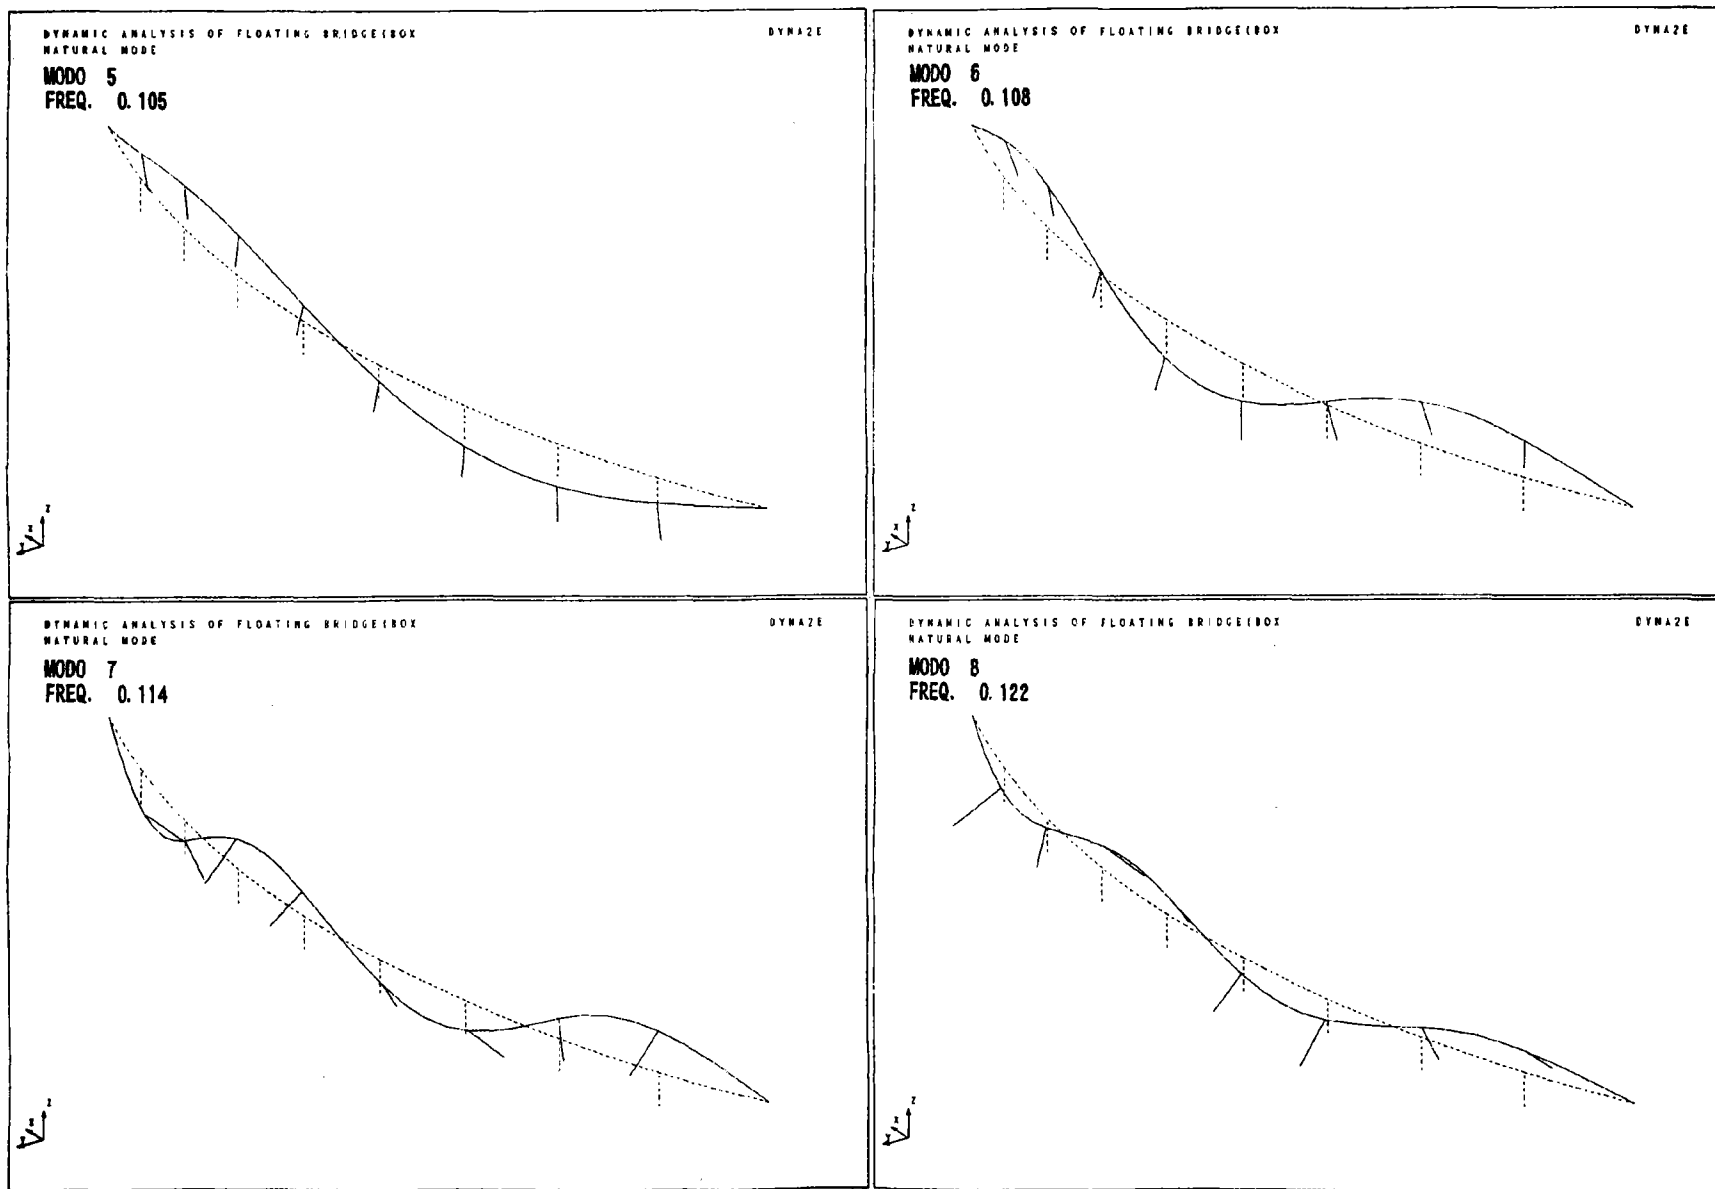 DYNAMIC ANALYSIS OF FLOATING BRIDGE(BOX
DYNA2E
NATURAL MODE
MODO 5
FREQ. 0.105
Z
X
Y
DYNAMIC ANALYSIS OF FLOATING BRIDGE(BOX
DYNA2E
NATURAL MODE
MODO 6
FREQ. 0.108
Z
X
Y
DYNAMIC ANALYSIS OF FLOATING BRIDGE(BOX
DYNA2E
NATURAL MODE
MODO 7
FREQ. 0.114
Z
X
DYNAMIC ANALYSIS OF FLOATING BRIDGE(BOX
DYNA2E
NATURAL MODE
MODO 8
FREQ. 0.122
Z
X
Y